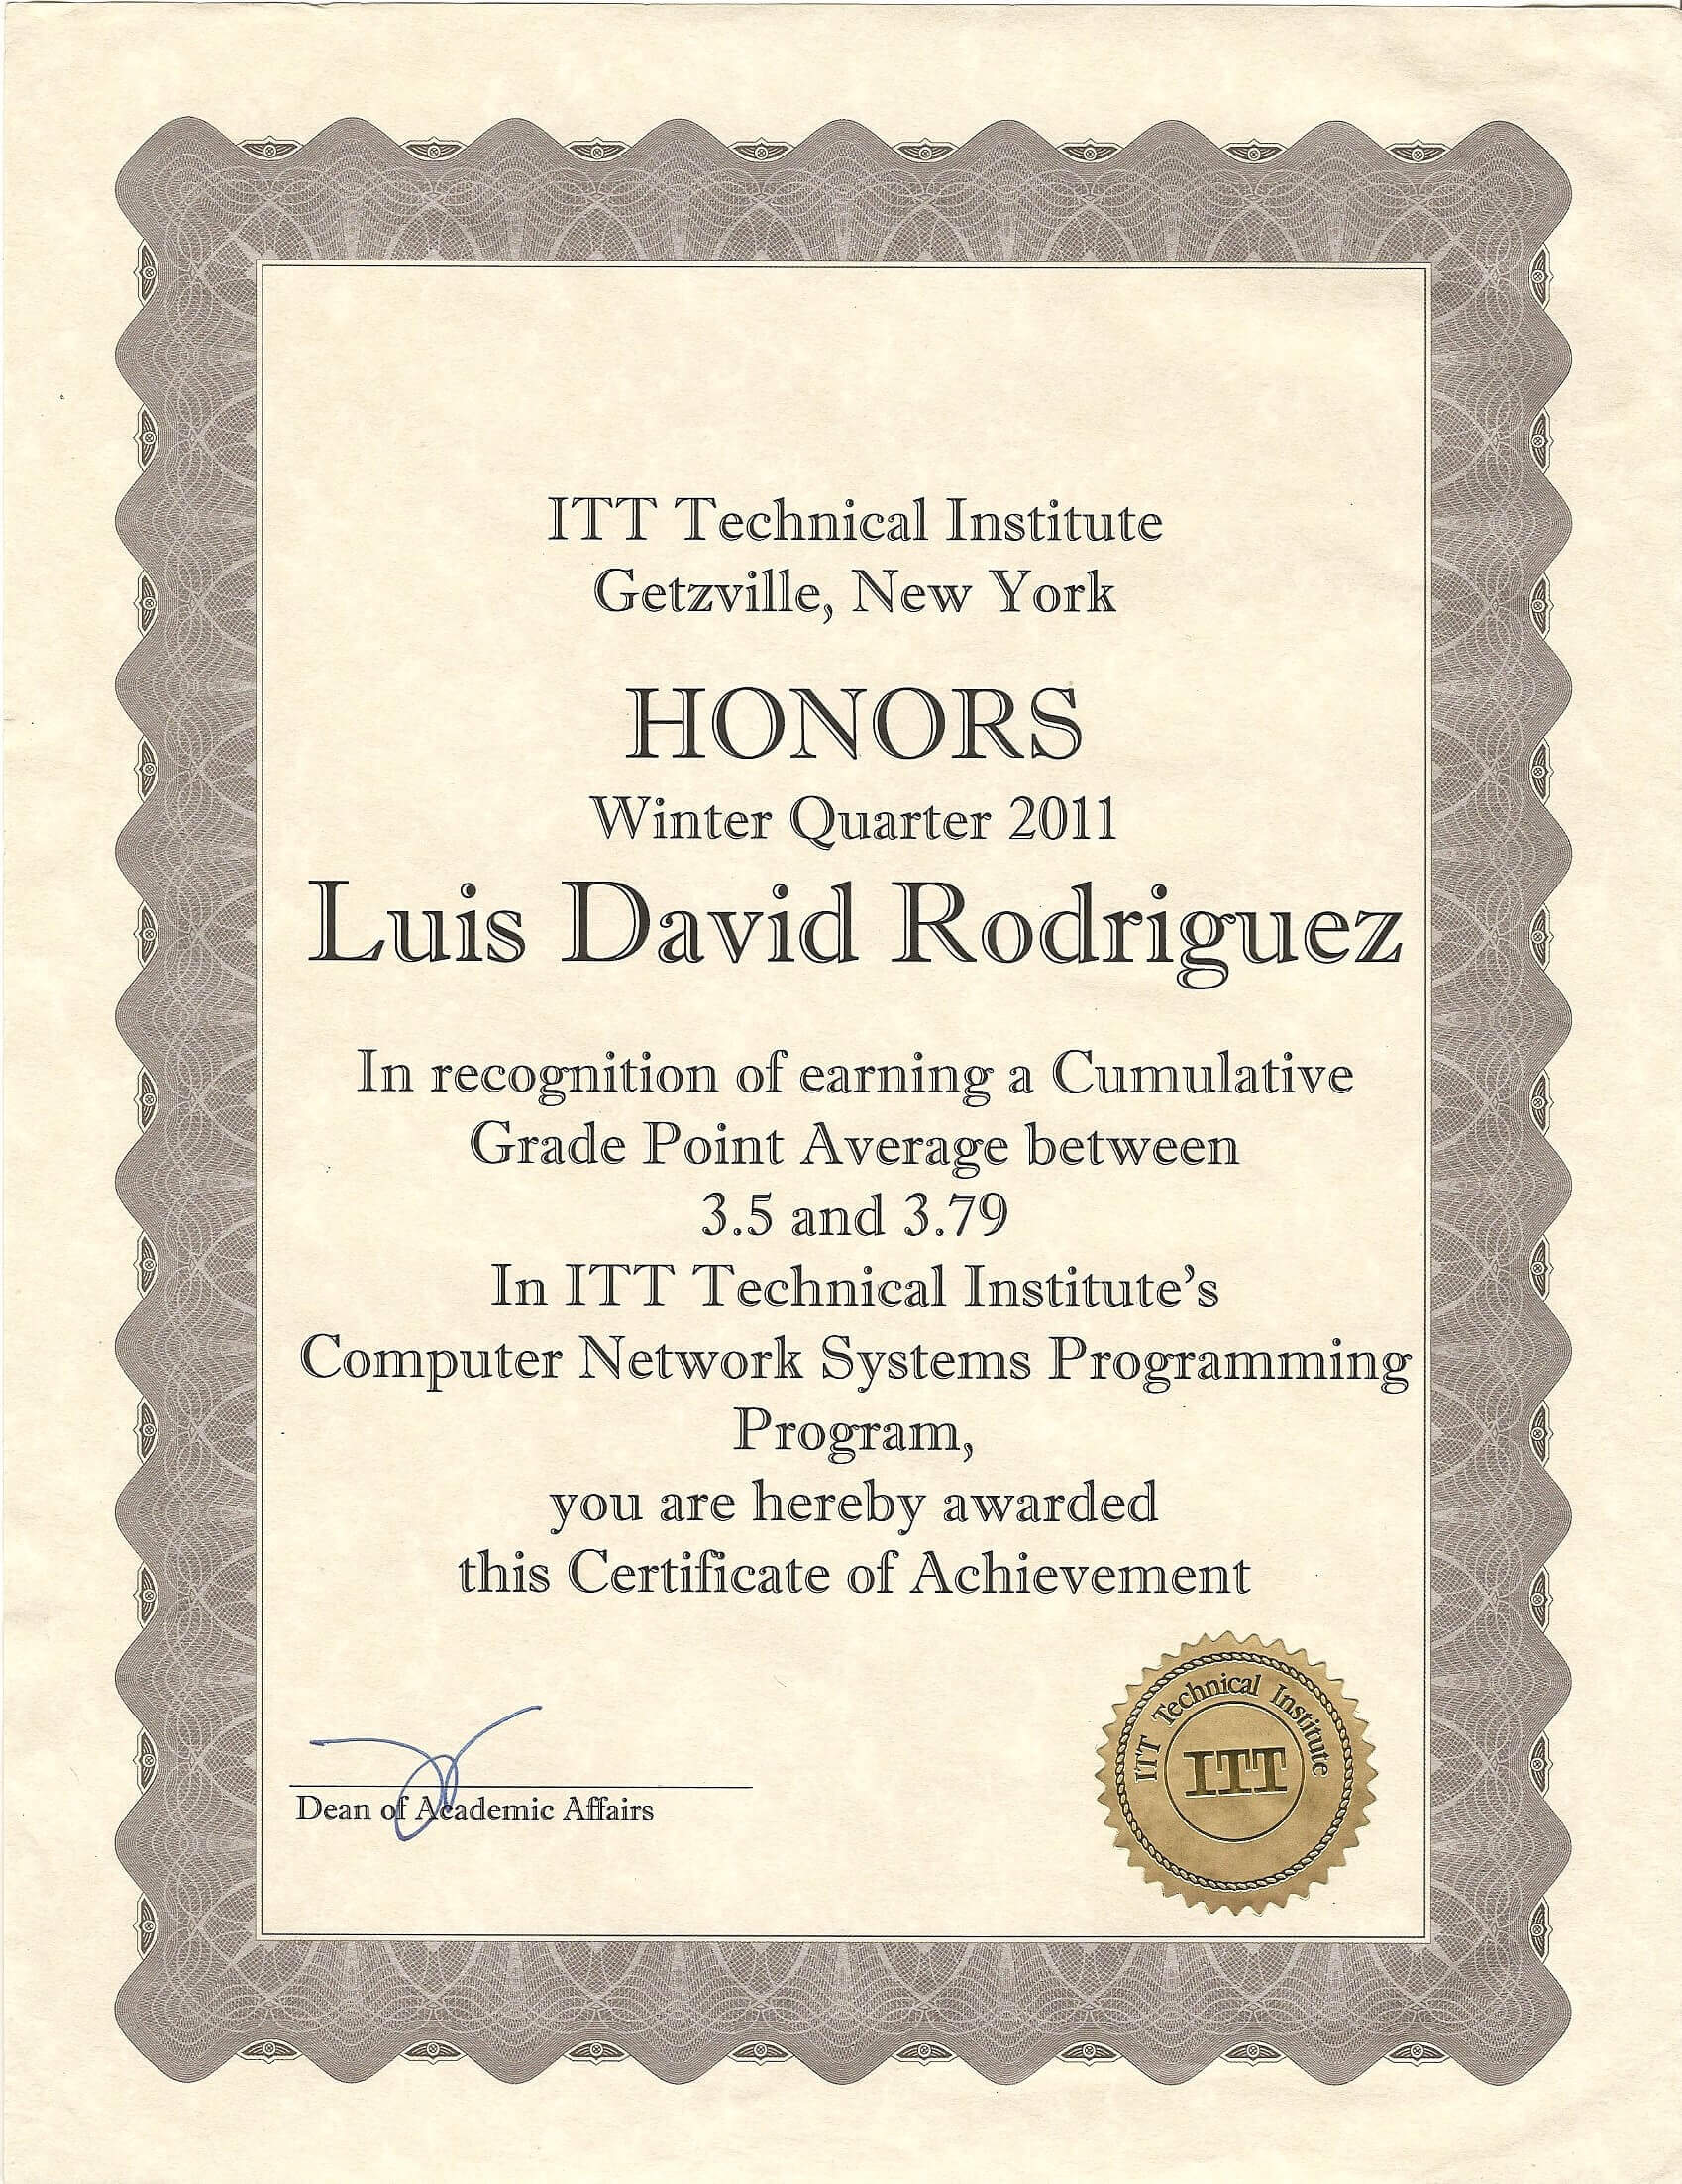 ITT Technical Institute
Getzville, New York
HONORS
Winter Quarter 2011
Luis David Rodriguez
In recognition of earning a Cumulative
Grade Point Average between
3.5 and 3.79
In ITT Technical Institute's
Computer Network Systems Programming
Program,
you are hereby awarded
this Certificate of Achievement
Dean of Academic Affairs
ITT Technical Institute
ITT